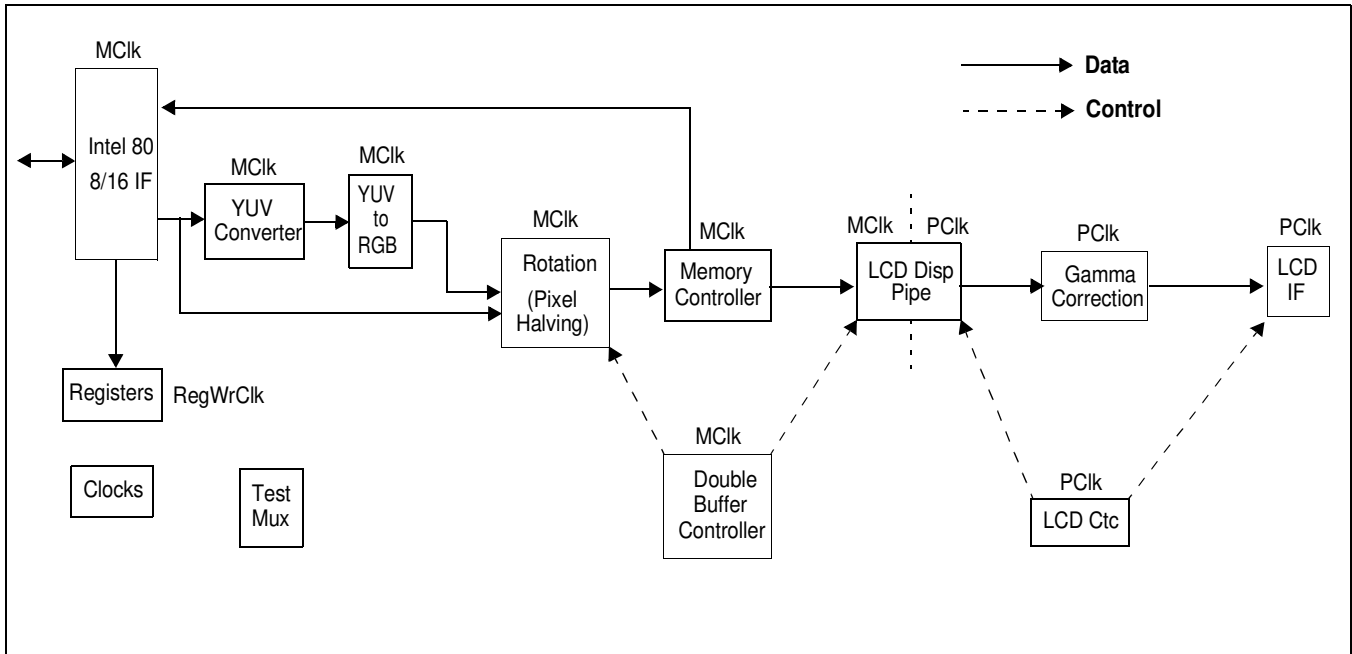 MClk
Intel 80
8/16 IF
Data
Control
MClk
YUV
Converter
MClk
YUV
to
RGB
MClk
Rotation
(Pixel
Halving)
MClk
Memory
Controller
MClk
PClk
LCD Disp
Pipe
PClk
Gamma
Correction
PClk
LCD
IF
Registers
RegWrClk
MClk
Double
Buffer
Controller
PClk
LCD Ctc
Clocks
Test
Mux